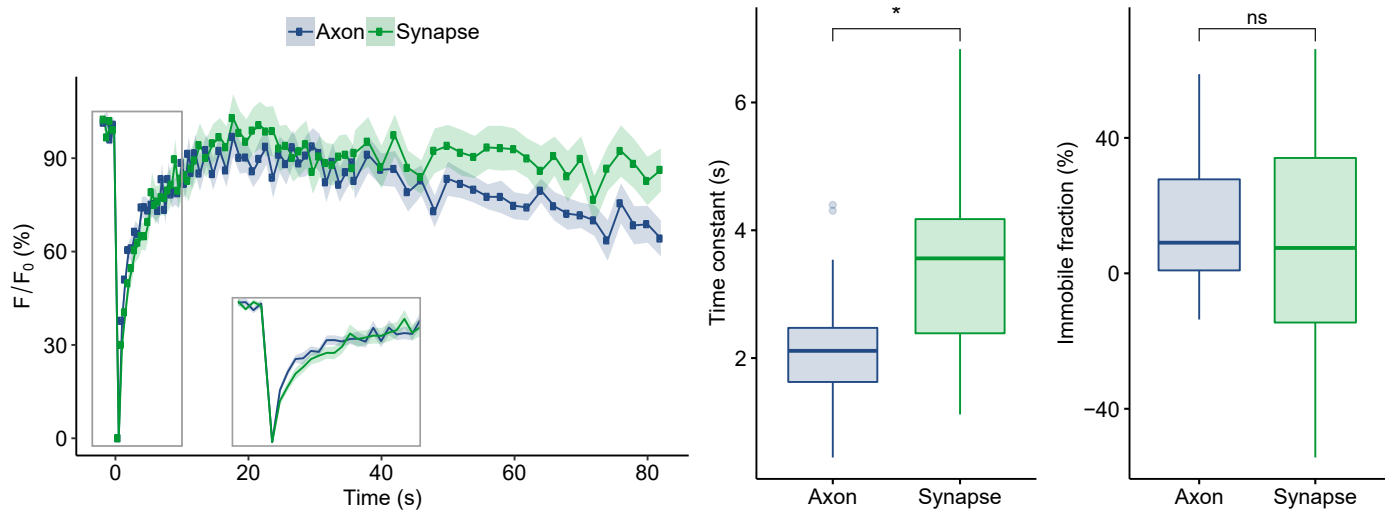 Axon Synapse
F/F₀ (%)
90
60
30
0
0 20 40 60 80
Time (s)
*
Time constant (s)
6
4
2
Axon Synapse
ns
Immobile fraction (%)
40
0
−40
Axon Synapse